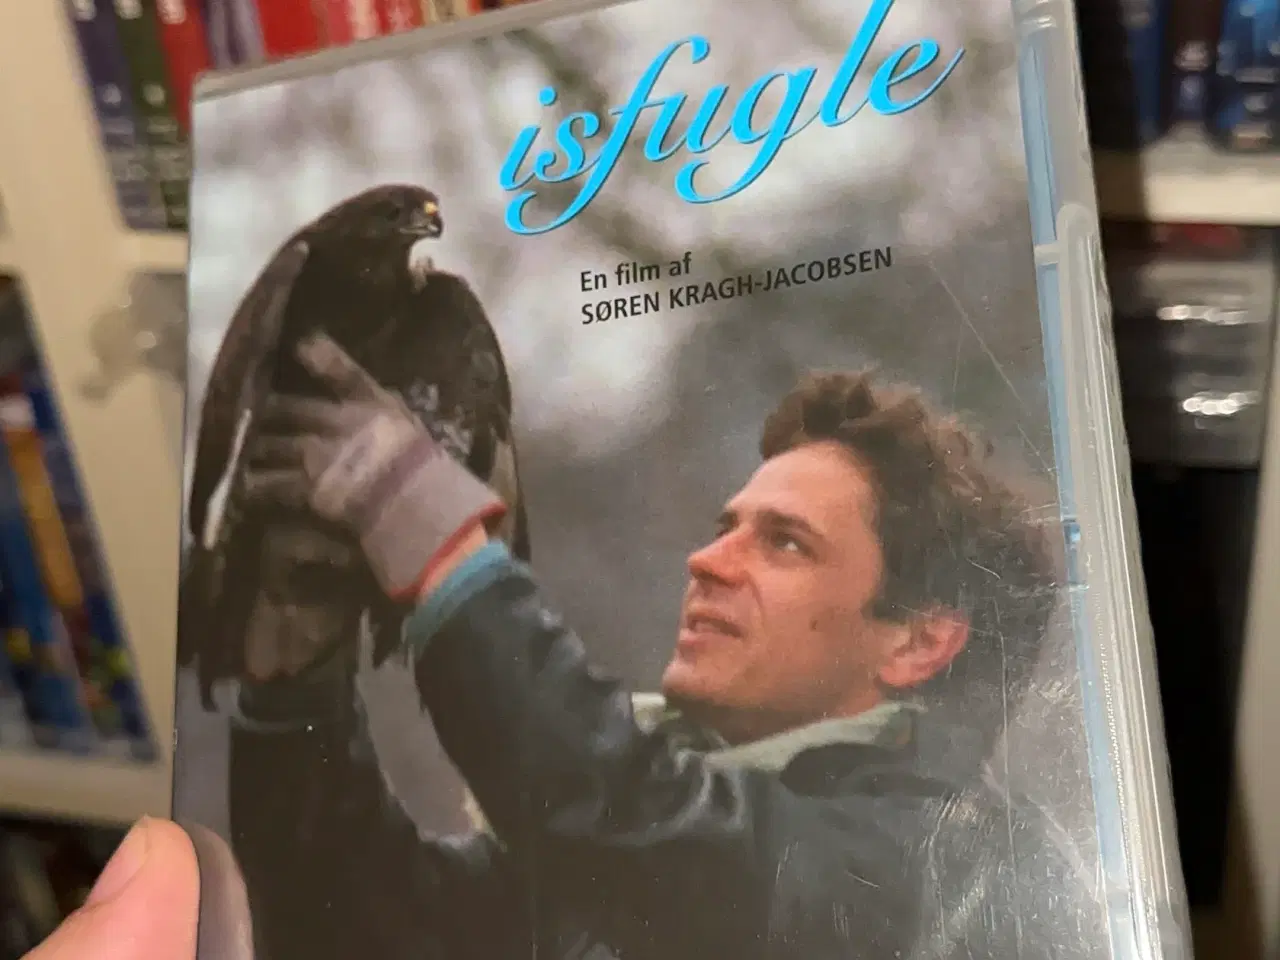 isfugle
En film af
SØREN KRAGH-JACOBSEN